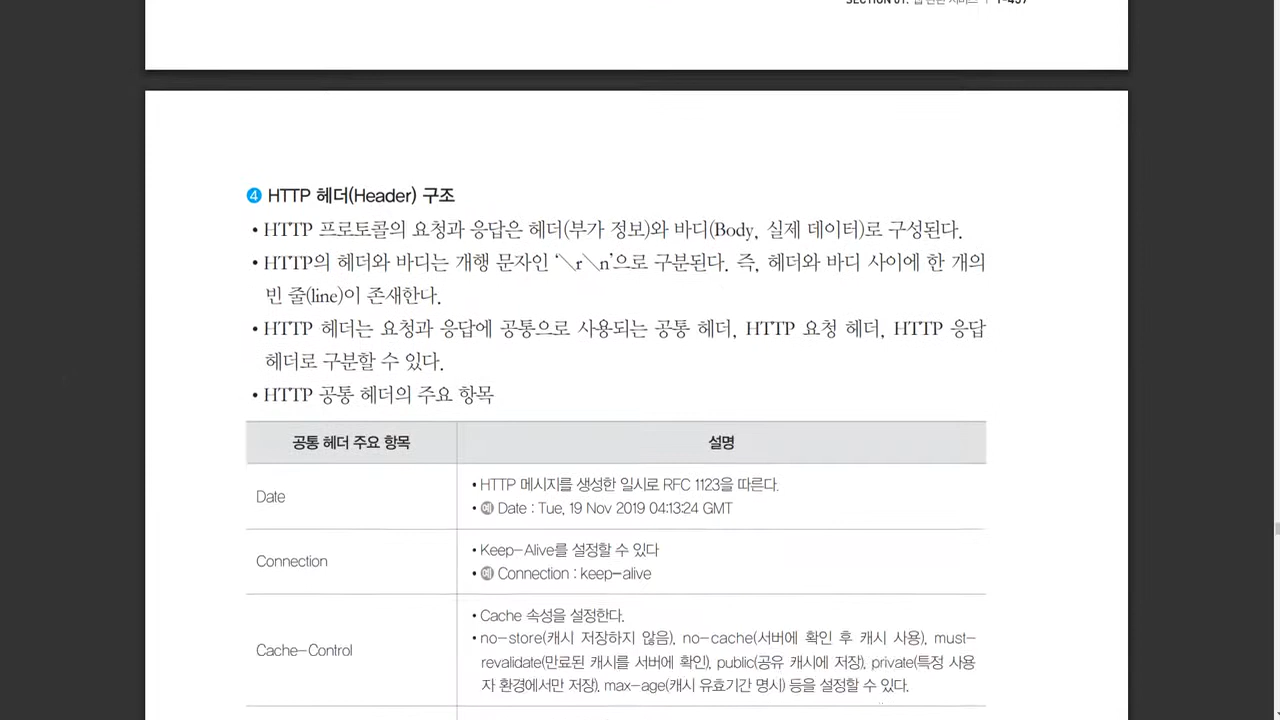 SECTION 01. 웹 관련 서비스 | 1-457
4 HTTP 헤더(Header) 구조
• HTTP 프로토콜의 요청과 응답은 헤더(부가 정보)와 바디(Body, 실제 데이터)로 구성된다.
• HTTP의 헤더와 바디는 개행 문자인 ‘\r\n’으로 구분된다. 즉, 헤더와 바디 사이에 한 개의
빈 줄(line)이 존재한다.
• HTTP 헤더는 요청과 응답에 공통으로 사용되는 공통 헤더, HTTP 요청 헤더, HTTP 응답
헤더로 구분할 수 있다.
• HTTP 공통 헤더의 주요 항목
공통 헤더 주요 항목 설명
Date
• HTTP 메시지를 생성한 일시로 RFC 1123을 따른다.
• 예 Date : Tue, 19 Nov 2019 04:13:24 GMT
Connection
• Keep-Alive를 설정할 수 있다
• 예 Connection : keep-alive
Cache-Control
• Cache 속성을 설정한다.
• no-store(캐시 저장하지 않음), no-cache(서버에 확인 후 캐시 사용), must-
revalidate(만료된 캐시를 서버에 확인), public(공유 캐시에 저장), private(특정 사용
자 환경에서만 저장), max-age(캐시 유효기간 명시) 등을 설정할 수 있다.